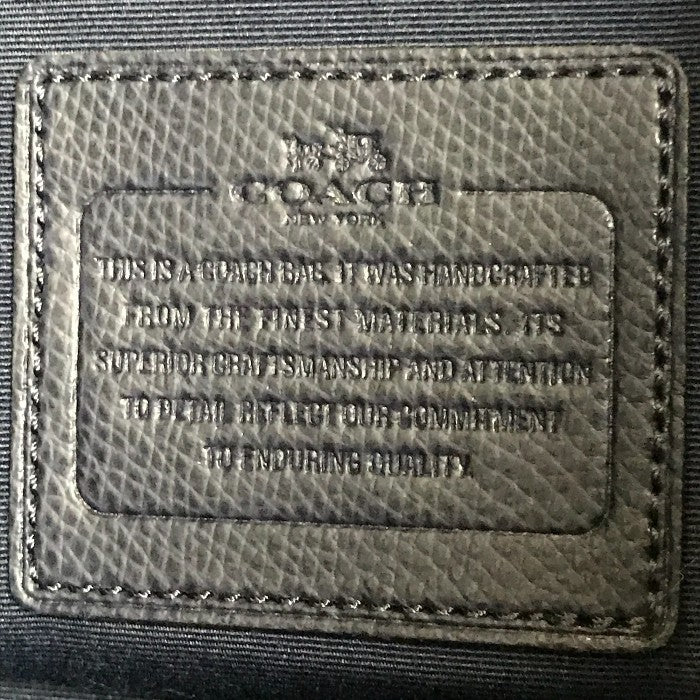 COACH
NEW YORK
THIS IS A COACH BAG. IT WAS HANDCRAFTED
FROM THE FINEST MATERIALS. ITS
SUPERIOR CRAFTSMANSHIP AND ATTENTION
TO DETAIL REFLECT OUR COMMITMENT
TO ENDURING QUALITY.